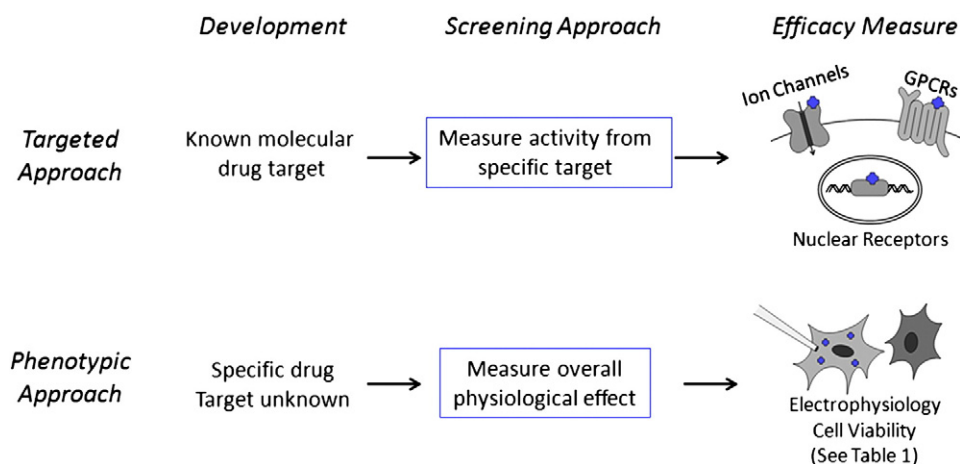 Development
Screening Approach
Efficacy Measure
Targeted
Approach
Known molecular
drug target
Measure activity from
specific target
Ion Channels
GPCRs
Nuclear Receptors
Phenotypic
Approach
Specific drug
Target unknown
Measure overall
physiological effect
Electrophysiology
Cell Viability
(See Table 1)